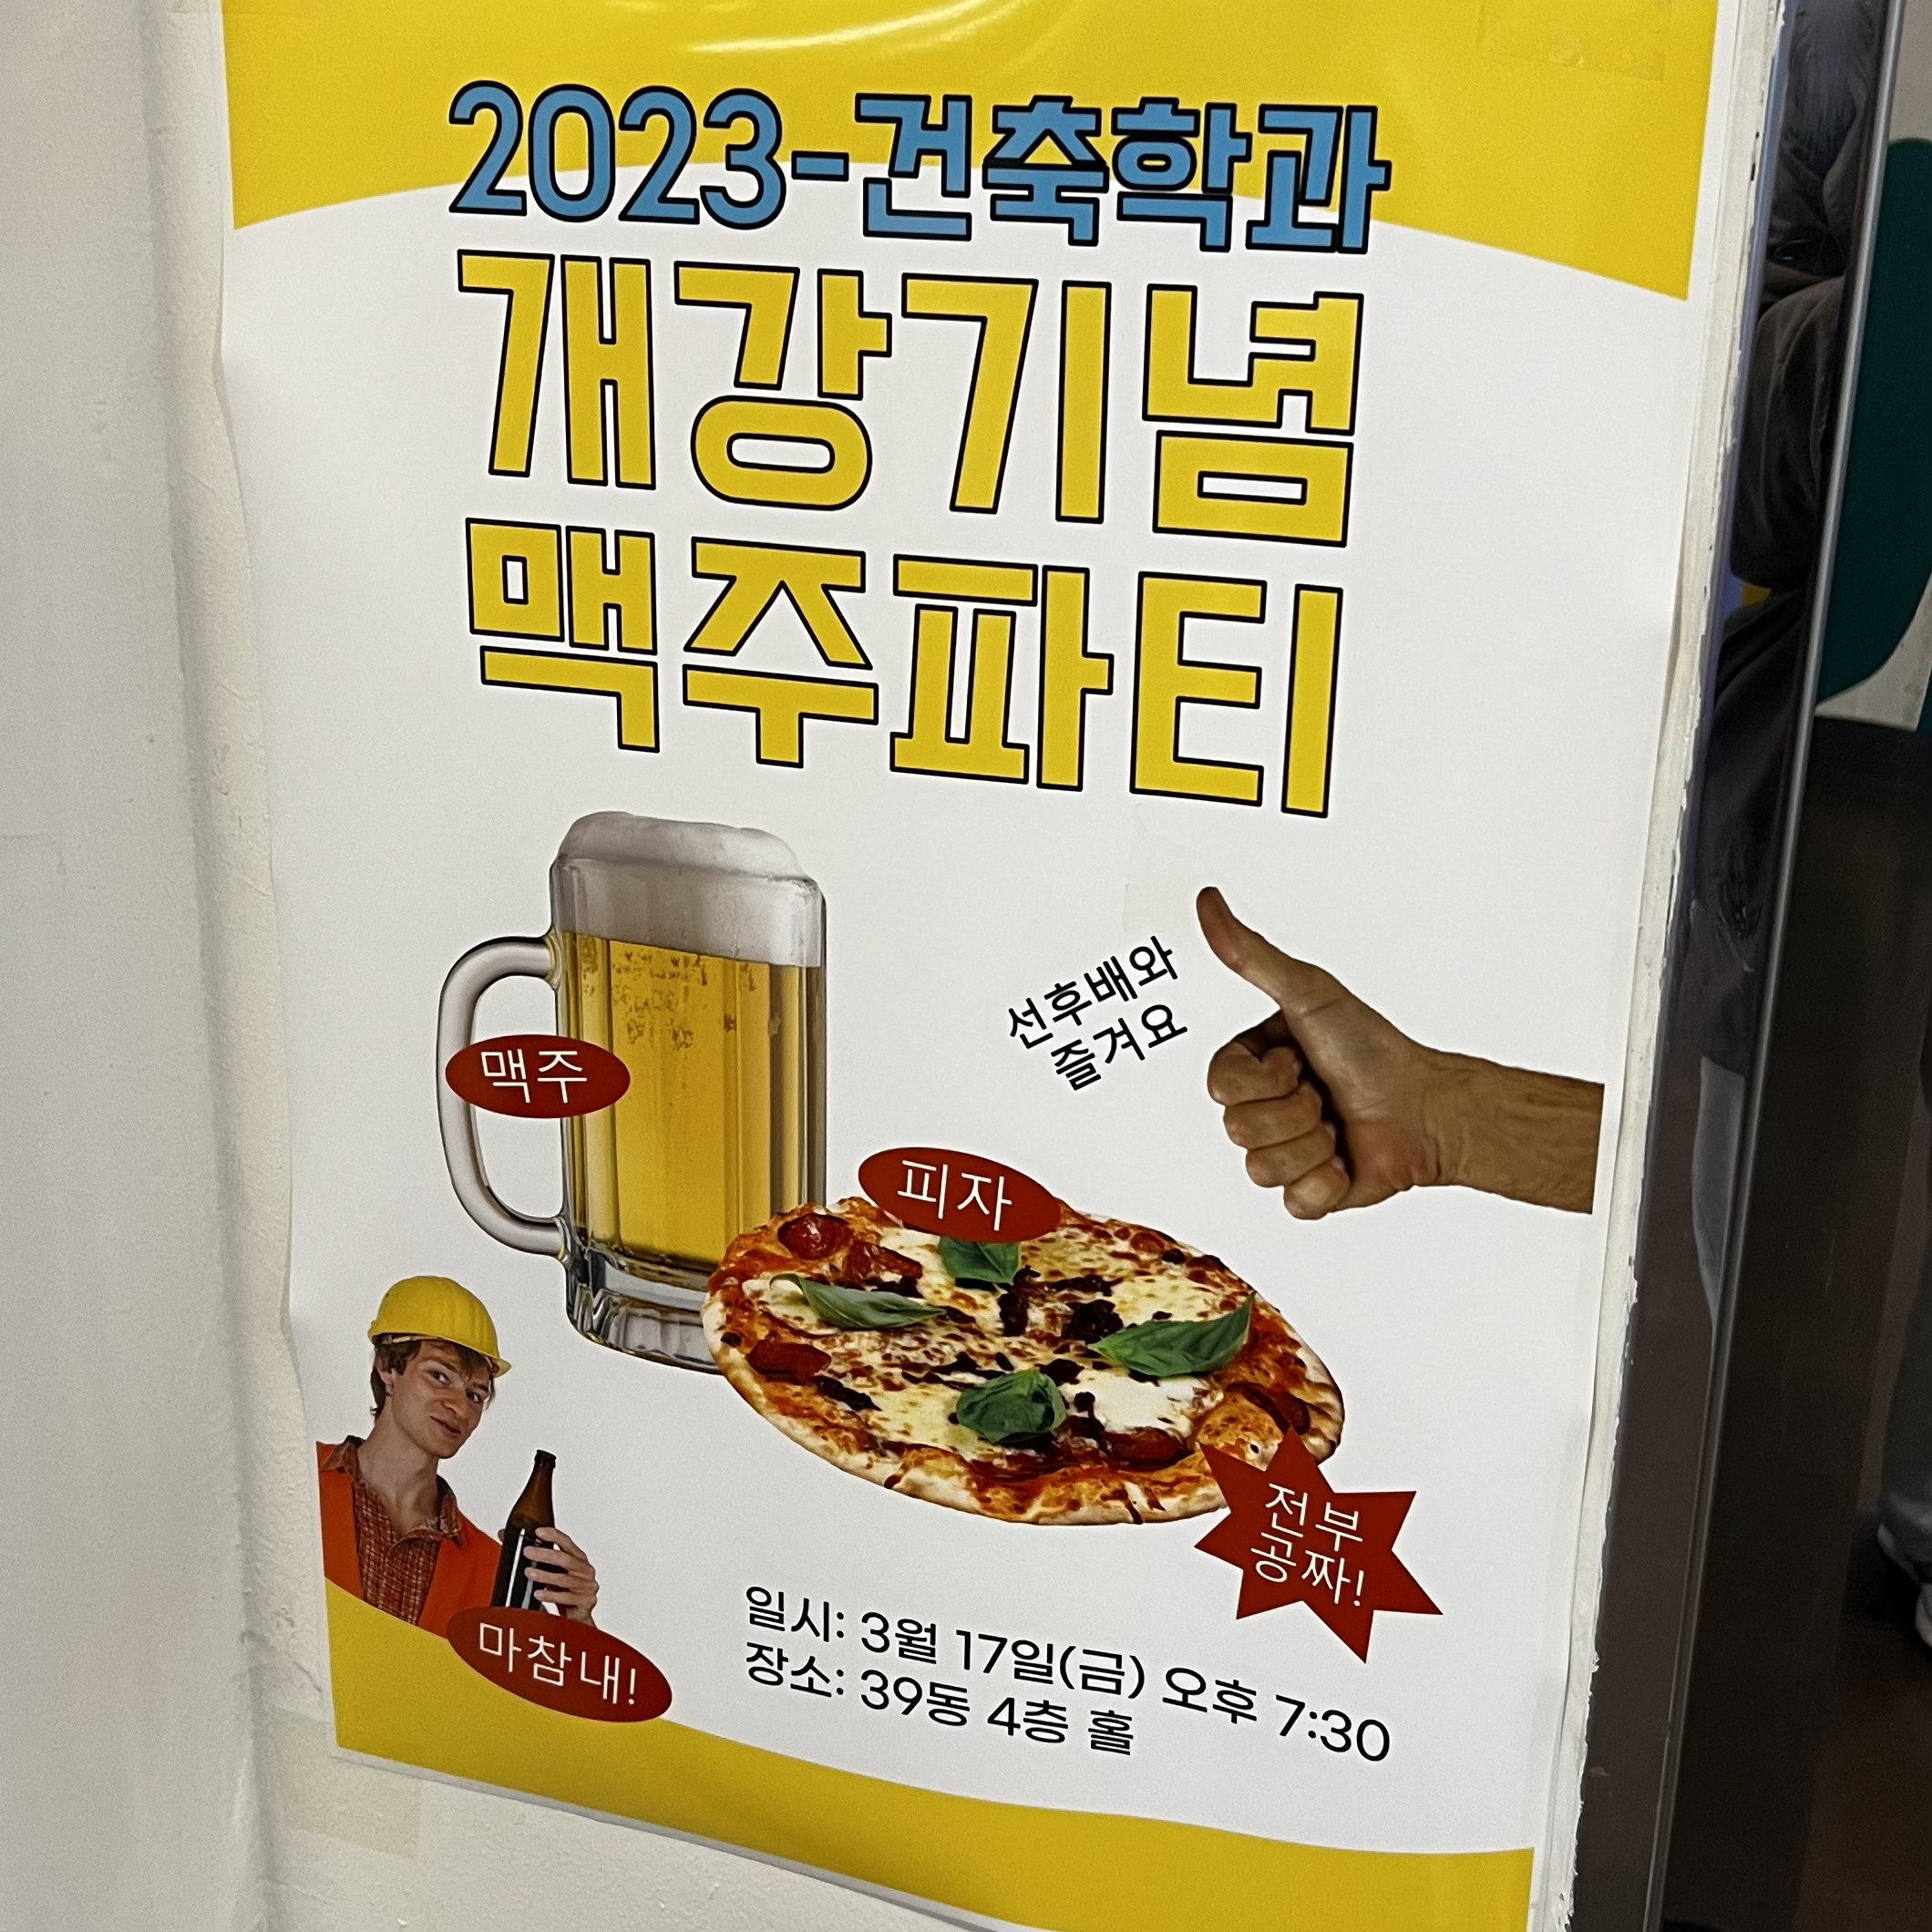 2023-건축학과
개강기념
맥주파티
선후배와
즐겨요
맥주
피자
전부
공짜!
마참내!
일시: 3월 17일(금) 오후 7:30
장소: 39동 4층 홀